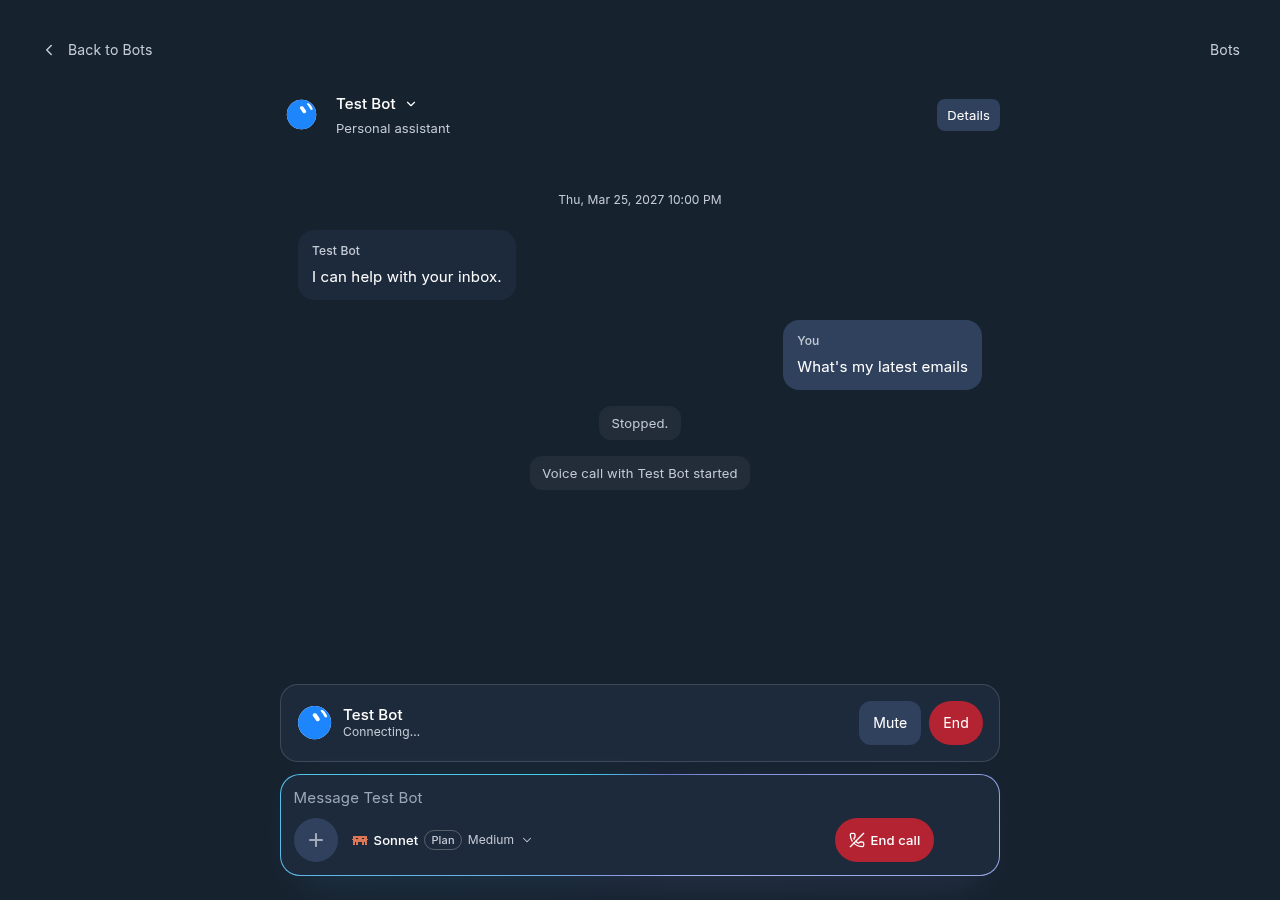 Back to Bots
Bots
Test Bot
Personal assistant
Details
Thu, Mar 25, 2027 10:00 PM
Test Bot
I can help with your inbox.
You
What's my latest emails
Stopped.
Voice call with Test Bot started
Test Bot
Connecting...
Mute
End
Message Test Bot
Sonnet
Plan
Medium
End call